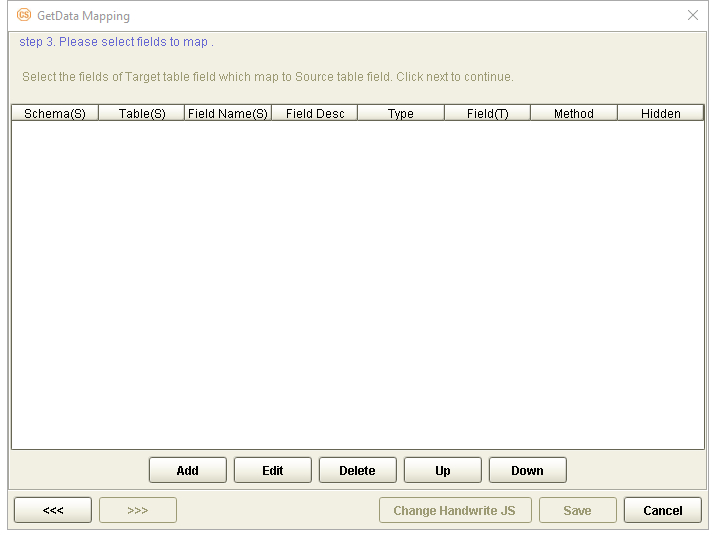 CS GetData Mapping
step 3. Please select fields to map .
Select the fields of Target table field which map to Source table field. Click next to continue.
Schema(S) Table(S) Field Name(S) Field Desc Type Field(T) Method Hidden
Add Edit Delete Up Down
<<< >>> Change Handwrite JS Save Cancel